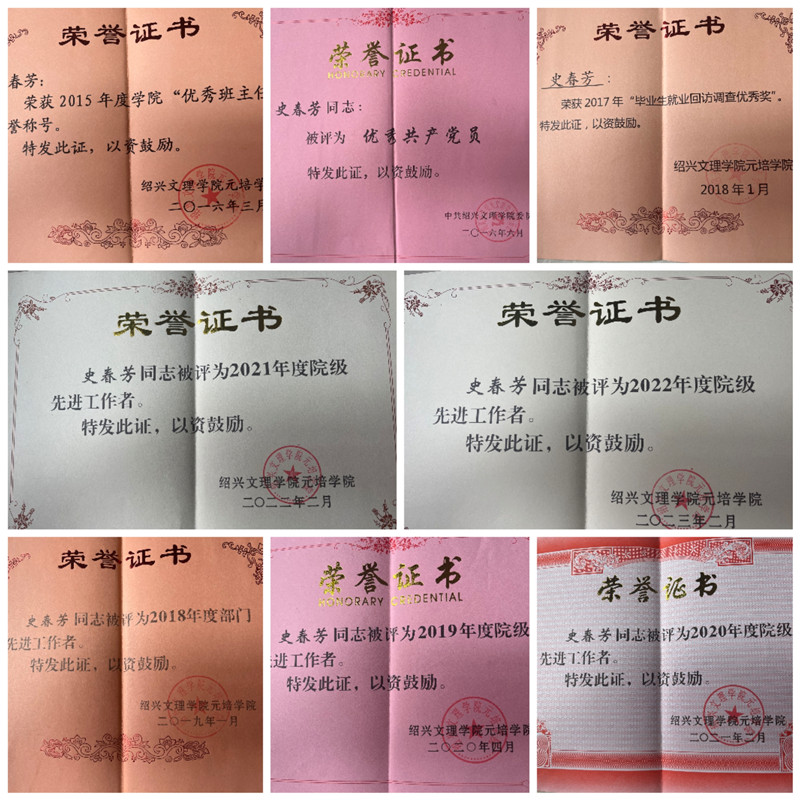 荣誉证书
春芳：
荣获 2015 年度学院 “优秀班主任
誉称号。
特发此证，以资鼓励。
绍兴文理学院元培学
二〇一六年三月
荣誉证书
HONORARY CREDENTIAL
史春芳同志：
被评为 优秀共产党员
特发此证，以资鼓励。
中共绍兴文理学院委员
二〇一六年六月
荣誉证书
史春芳：
荣获 2017 年 “毕业生就业回访调查优秀奖”。
特发此证，以资鼓励。
绍兴文理学院元培学院
2018 年 1 月
荣誉证书
史春芳同志被评为2021年度院级
先进工作者。
特发此证，以资鼓励。
绍兴文理学院元培学院
二〇二二年二月
荣誉证书
史春芳同志被评为2022年度院级
先进工作者。
特发此证，以资鼓励。
绍兴文理学院元培学院
二〇二三年二月
荣誉证书
史春芳同志被评为2018年度部门
先进工作者。
特发此证，以资鼓励。
绍兴文理学院元培学院
二〇一九年一月
荣誉证书
HONORARY CREDENTIAL
史春芳同志被评为2019年度院级
先进工作者。
特发此证，以资鼓励。
绍兴文理学院元培学院
二〇二〇年四月
荣誉证书
史春芳同志被评为2020年度院级
先进工作者。
特发此证，以资鼓励。
绍兴文理学院元培学院
二〇二一年二月